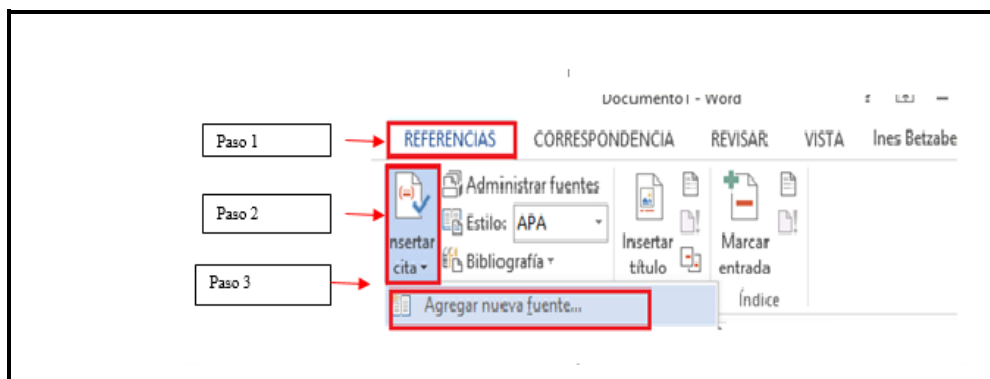 Documento1 - Word
Paso 1
REFERENCIAS CORRESPONDENCIA REVISAR VISTA Ines Betzabe
Administrar fuentes
Paso 2
Estilo: APA
nsertar
cita
Bibliografía
Insertar
título
Marcar
entrada
Paso 3
Índice
Agregar nueva fuente...